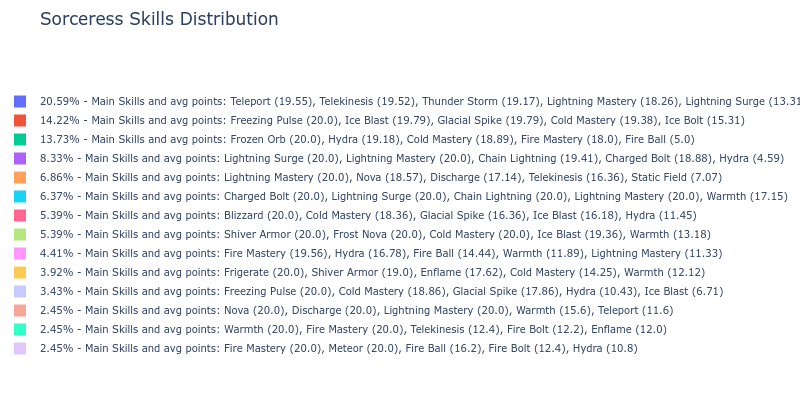 Sorceress Skills Distribution
20.59% - Main Skills and avg points: Teleport (19.55), Telekinesis (19.52), Thunder Storm (19.17), Lightning Mastery (18.26), Lightning Surge (13.31
14.22% - Main Skills and avg points: Freezing Pulse (20.0), Ice Blast (19.79), Glacial Spike (19.79), Cold Mastery (19.38), Ice Bolt (15.31)
13.73% - Main Skills and avg points: Frozen Orb (20.0), Hydra (19.18), Cold Mastery (18.89), Fire Mastery (18.0), Fire Ball (5.0)
8.33% - Main Skills and avg points: Lightning Surge (20.0), Lightning Mastery (20.0), Chain Lightning (19.41), Charged Bolt (18.88), Hydra (4.59)
6.86% - Main Skills and avg points: Lightning Mastery (20.0), Nova (18.57), Discharge (17.14), Telekinesis (16.36), Static Field (7.07)
6.37% - Main Skills and avg points: Charged Bolt (20.0), Lightning Surge (20.0), Chain Lightning (20.0), Lightning Mastery (20.0), Warmth (17.15)
5.39% - Main Skills and avg points: Blizzard (20.0), Cold Mastery (18.36), Glacial Spike (16.36), Ice Blast (16.18), Hydra (11.45)
5.39% - Main Skills and avg points: Shiver Armor (20.0), Frost Nova (20.0), Cold Mastery (20.0), Ice Blast (19.36), Warmth (13.18)
4.41% - Main Skills and avg points: Fire Mastery (19.56), Hydra (16.78), Fire Ball (14.44), Warmth (11.89), Lightning Mastery (11.33)
3.92% - Main Skills and avg points: Frigerate (20.0), Shiver Armor (19.0), Enflame (17.62), Cold Mastery (14.25), Warmth (12.12)
3.43% - Main Skills and avg points: Freezing Pulse (20.0), Cold Mastery (18.86), Glacial Spike (17.86), Hydra (10.43), Ice Blast (6.71)
2.45% - Main Skills and avg points: Nova (20.0), Discharge (20.0), Lightning Mastery (20.0), Warmth (15.6), Teleport (11.6)
2.45% - Main Skills and avg points: Warmth (20.0), Fire Mastery (20.0), Telekinesis (12.4), Fire Bolt (12.2), Enflame (12.0)
2.45% - Main Skills and avg points: Fire Mastery (20.0), Meteor (20.0), Fire Ball (16.2), Fire Bolt (12.4), Hydra (10.8)